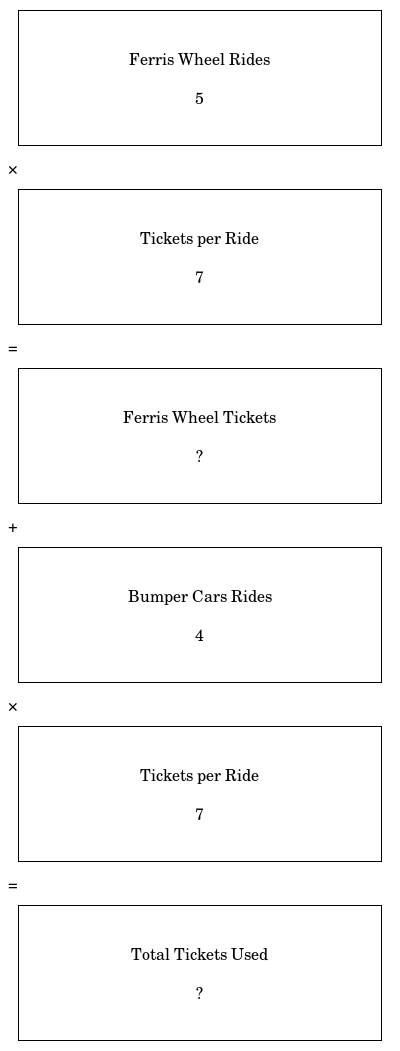 Ferris Wheel Rides
5
×
Tickets per Ride
7
=
Ferris Wheel Tickets
?
+
Bumper Cars Rides
4
×
Tickets per Ride
7
=
Total Tickets Used
?